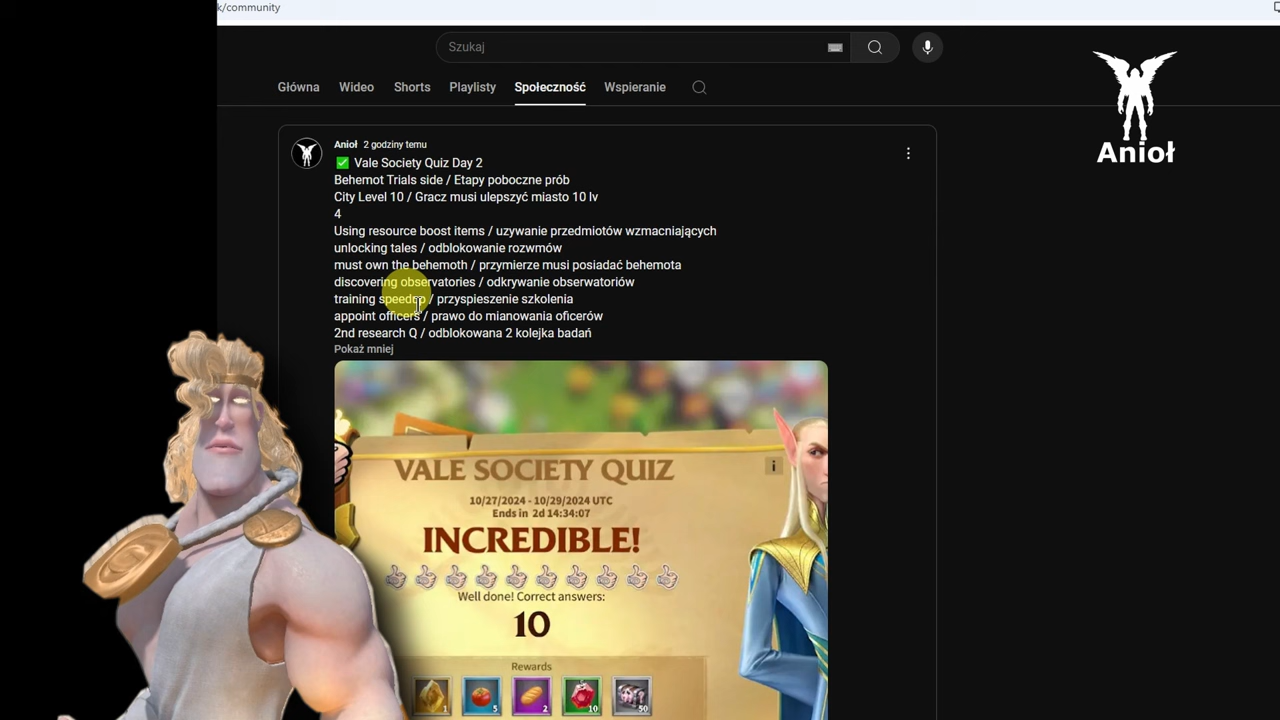 k/community
Szukaj
Główna Wideo Shorts Playlisty Społeczność Wspieranie
Anioł
Anioł 2 godziny temu
✅ Vale Society Quiz Day 2
Behemot Trials side / Etapy poboczne prób
City Level 10 / Gracz musi ulepszyć miasto 10 lv
4
Using resource boost items / uzywanie przedmiotów wzmacniających
unlocking tales / odblokowanie rozwmów
must own the behemoth / przymierze musi posiadać behemota
discovering observatories / odkrywanie obserwatoriów
training speedup / przyspieszenie szkolenia
appoint officers / prawo do mianowania oficerów
2nd research Q / odblokowana 2 kolejka badań
Pokaż mniej
VALE SOCIETY QUIZ
10/27/2024 - 10/29/2024 UTC
Ends in 2d 14:34:07
INCREDIBLE!
Well done! Correct answers:
10
Rewards
1 5 2 10 50